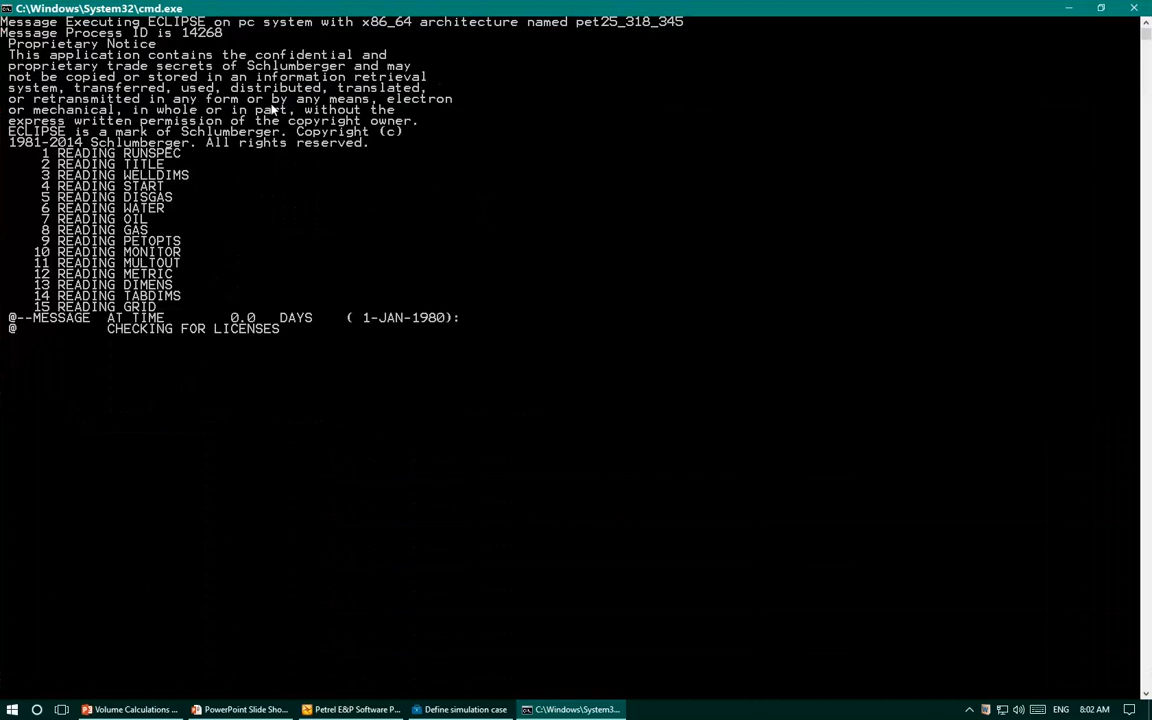 C:\Windows\System32\cmd.exe
Message Executing ECLIPSE on pc system with x86_64 architecture named pet25_318_345
Message Process ID is 14268
Proprietary Notice
This application contains the confidential and
proprietary trade secrets of Schlumberger and may
not be copied or stored in an information retrieval
system, transferred, used, distributed, translated,
or retransmitted in any form or by any means, electron
or mechanical, in whole or in part, without the
express written permission of the copyright owner.
ECLIPSE is a mark of Schlumberger. Copyright (c)
1981-2014 Schlumberger. All rights reserved.
1 READING RUNSPEC
2 READING TITLE
3 READING WELLDIMS
4 READING START
5 READING DISGAS
6 READING WATER
7 READING OIL
8 READING GAS
9 READING PETOPTS
10 READING MONITOR
11 READING MULTOUT
12 READING METRIC
13 READING DIMENS
14 READING TABDIMS
15 READING GRID
@--MESSAGE AT TIME 0.0 DAYS ( 1-JAN-1980):
@ CHECKING FOR LICENSES
Volume Calculations ... PowerPoint Slide Sho... Petrel E&P Software P... Define simulation case C:\Windows\System3... ENG 8:02 AM